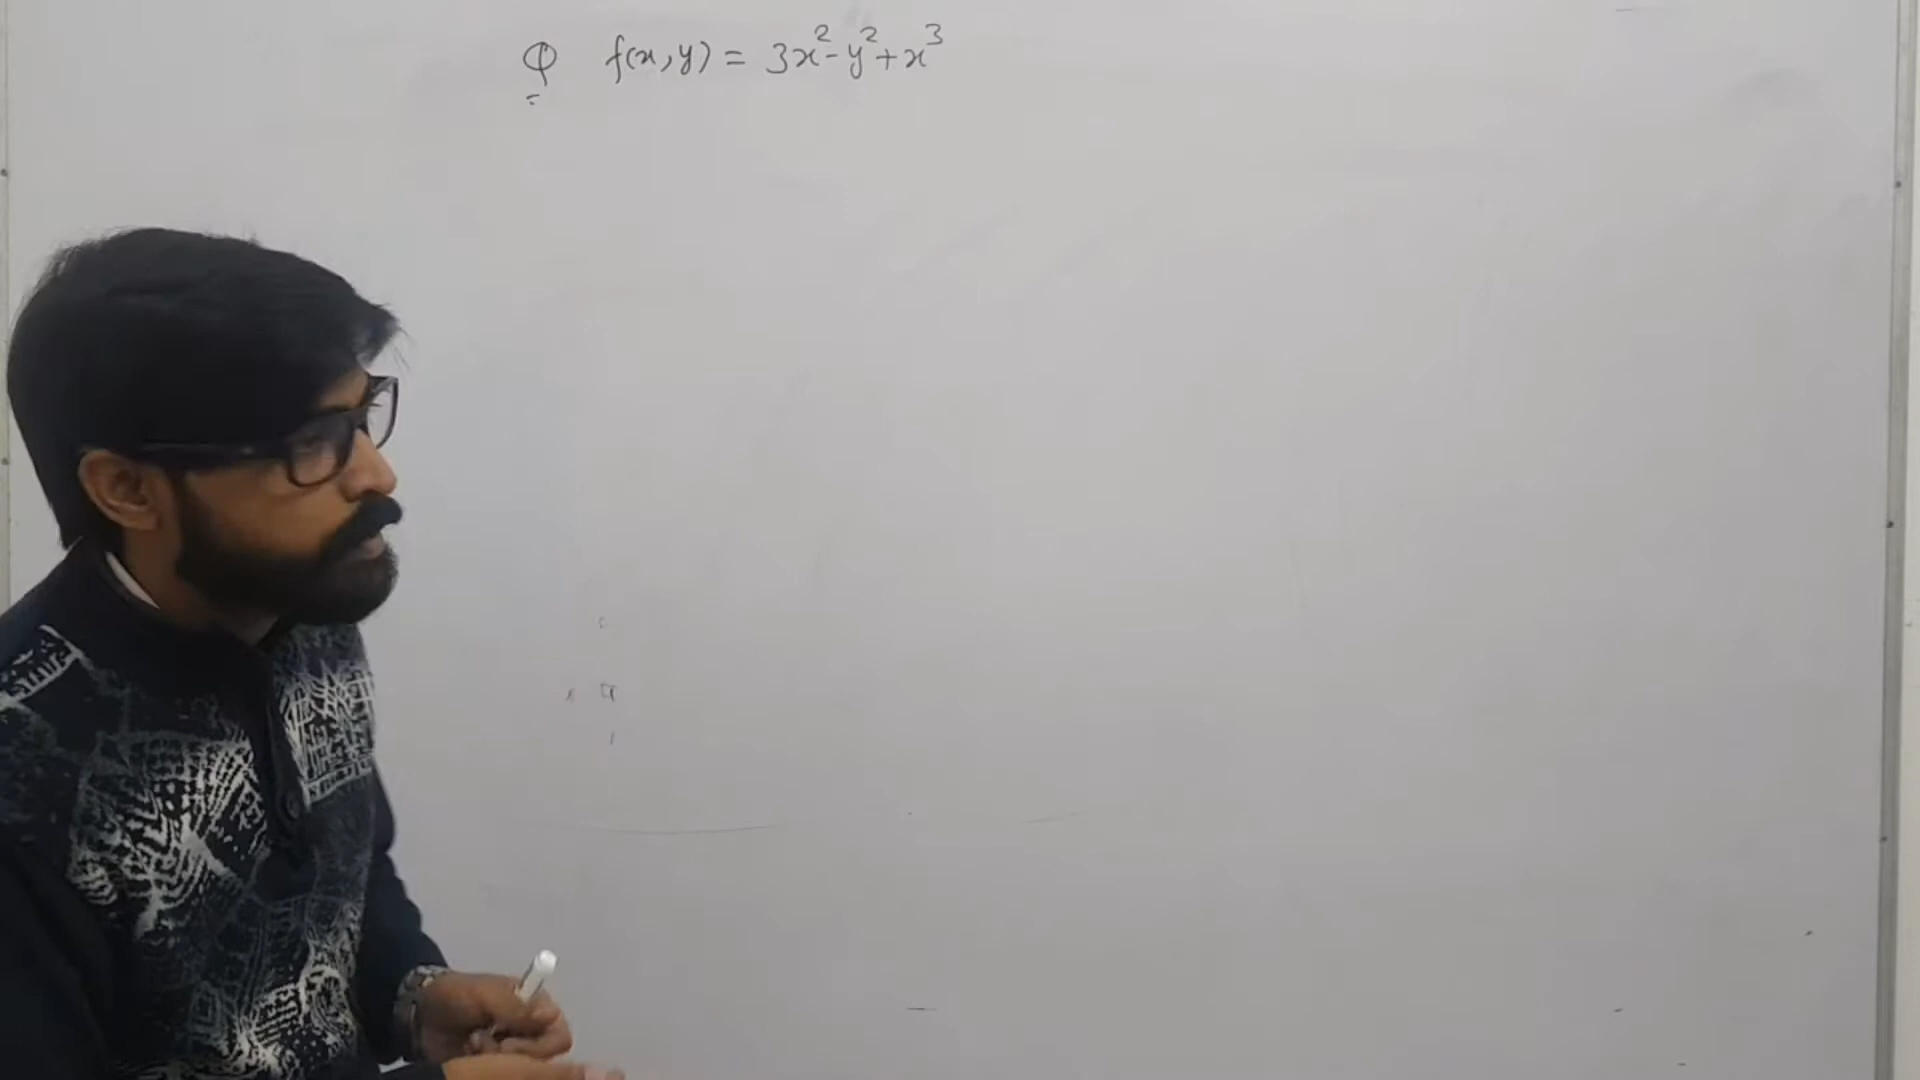 Q f(x,y) = 3x²-y²+x³